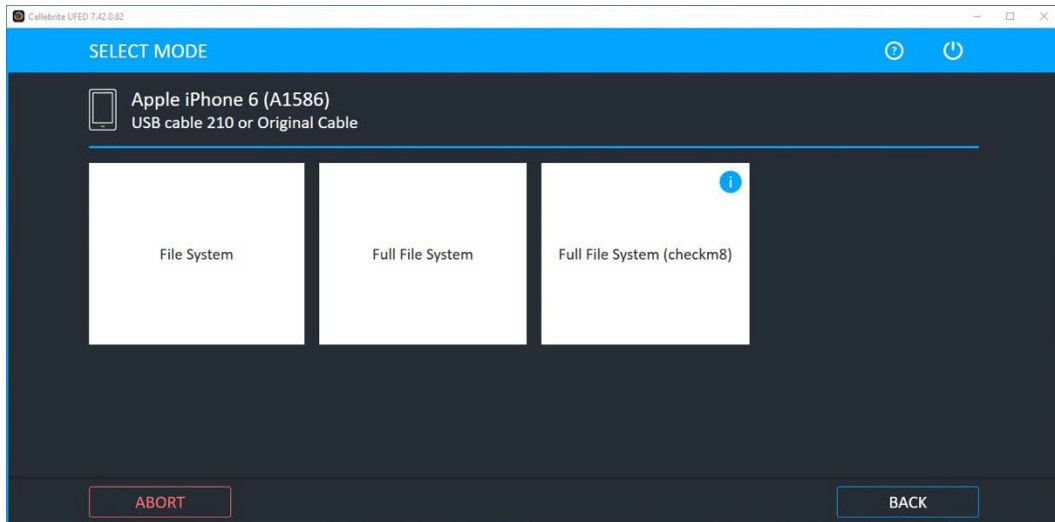 Cellebrite UFED 7.42.0.82
SELECT MODE
?
Apple iPhone 6 (A1586)
USB cable 210 or Original Cable
i
File System
Full File System
Full File System (checkm8)
ABORT
BACK